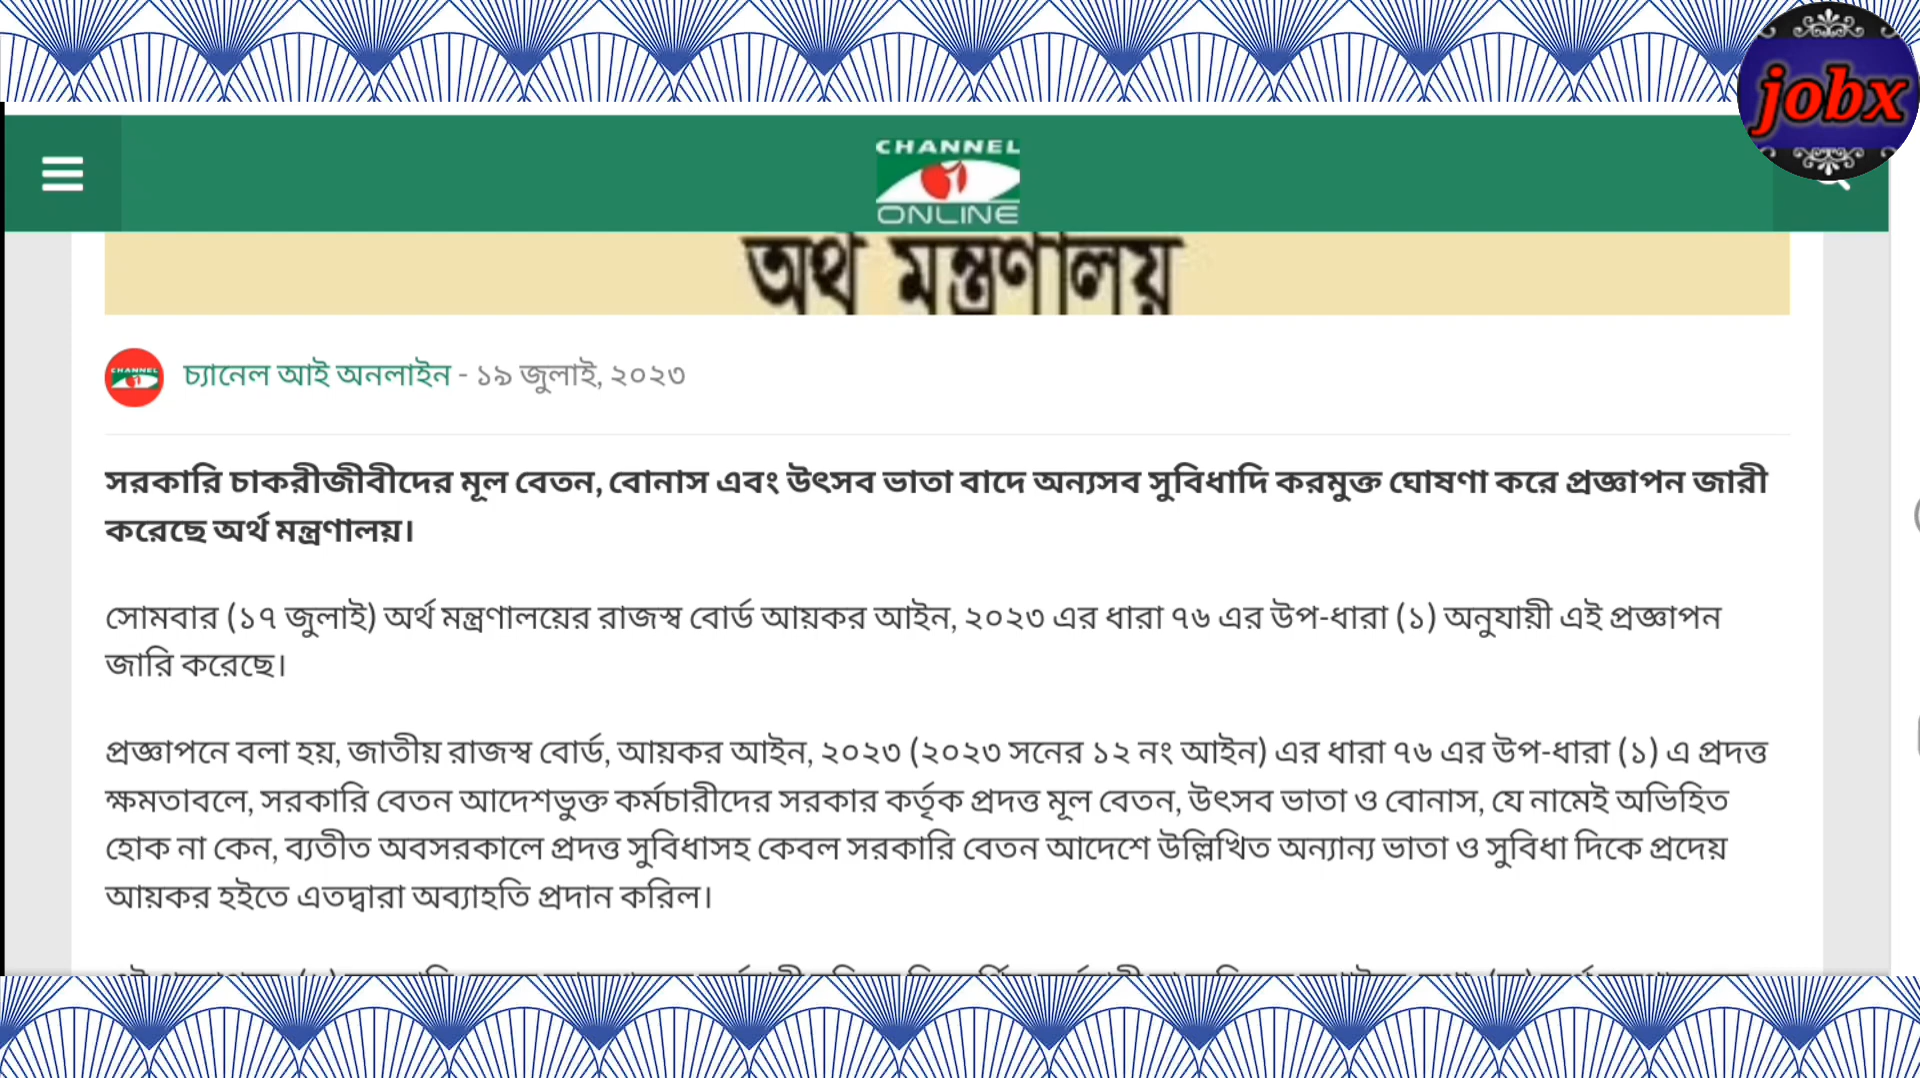 jobx
CHANNEL
i
ONLINE
অর্থ মন্ত্রণালয়
চ্যানেল আই অনলাইন - ১৯ জুলাই, ২০২৩
সরকারি চাকরীজীবীদের মূল বেতন, বোনাস এবং উৎসব ভাতা বাদে অন্যসব সুবিধাদি করমুক্ত ঘোষণা করে প্রজ্ঞাপন জারী
করেছে অর্থ মন্ত্রণালয়।
সোমবার (১৭ জুলাই) অর্থ মন্ত্রণালয়ের রাজস্ব বোর্ড আয়কর আইন, ২০২৩ এর ধারা ৭৬ এর উপ-ধারা (১) অনুযায়ী এই প্রজ্ঞাপন
জারি করেছে।
প্রজ্ঞাপনে বলা হয়, জাতীয় রাজস্ব বোর্ড, আয়কর আইন, ২০২৩ (২০২৩ সনের ১২ নং আইন) এর ধারা ৭৬ এর উপ-ধারা (১) এ প্রদত্ত
ক্ষমতাবলে, সরকারি বেতন আদেশভুক্ত কর্মচারীদের সরকার কর্তৃক প্রদত্ত মূল বেতন, উৎসব ভাতা ও বোনাস, যে নামেই অভিহিত
হোক না কেন, ব্যতীত অবসরকালে প্রদত্ত সুবিধাসহ কেবল সরকারি বেতন আদেশে উল্লিখিত অন্যান্য ভাতা ও সুবিধা দিকে প্রদেয়
আয়কর হইতে এতদ্বারা অব্যাহতি প্রদান করিল।